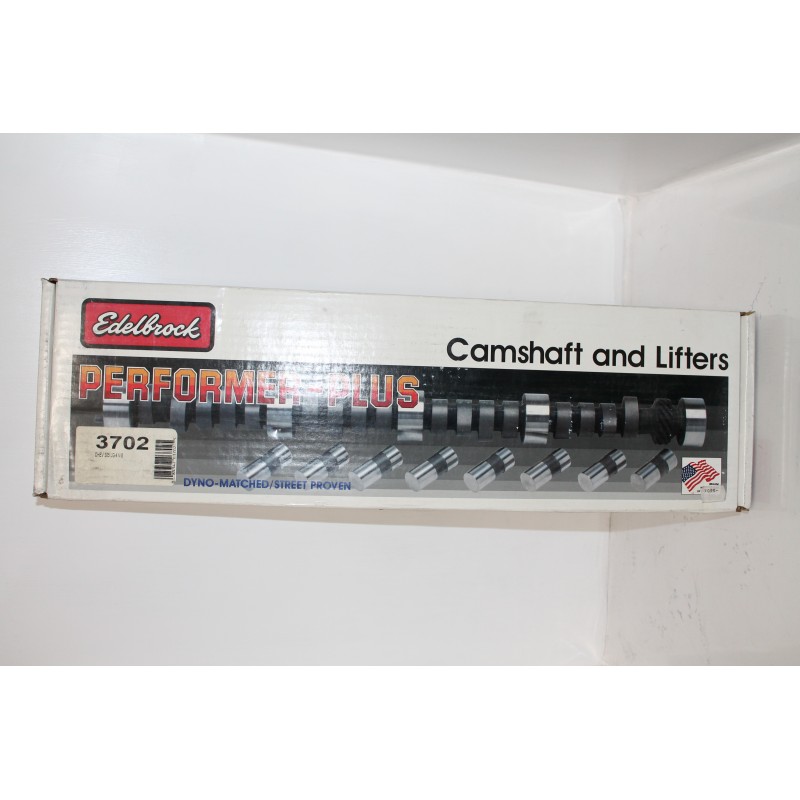 Edelbrock
Camshaft and Lifters
PERFORMER-PLUS
3702
DYNO-MATCHED/STREET PROVEN